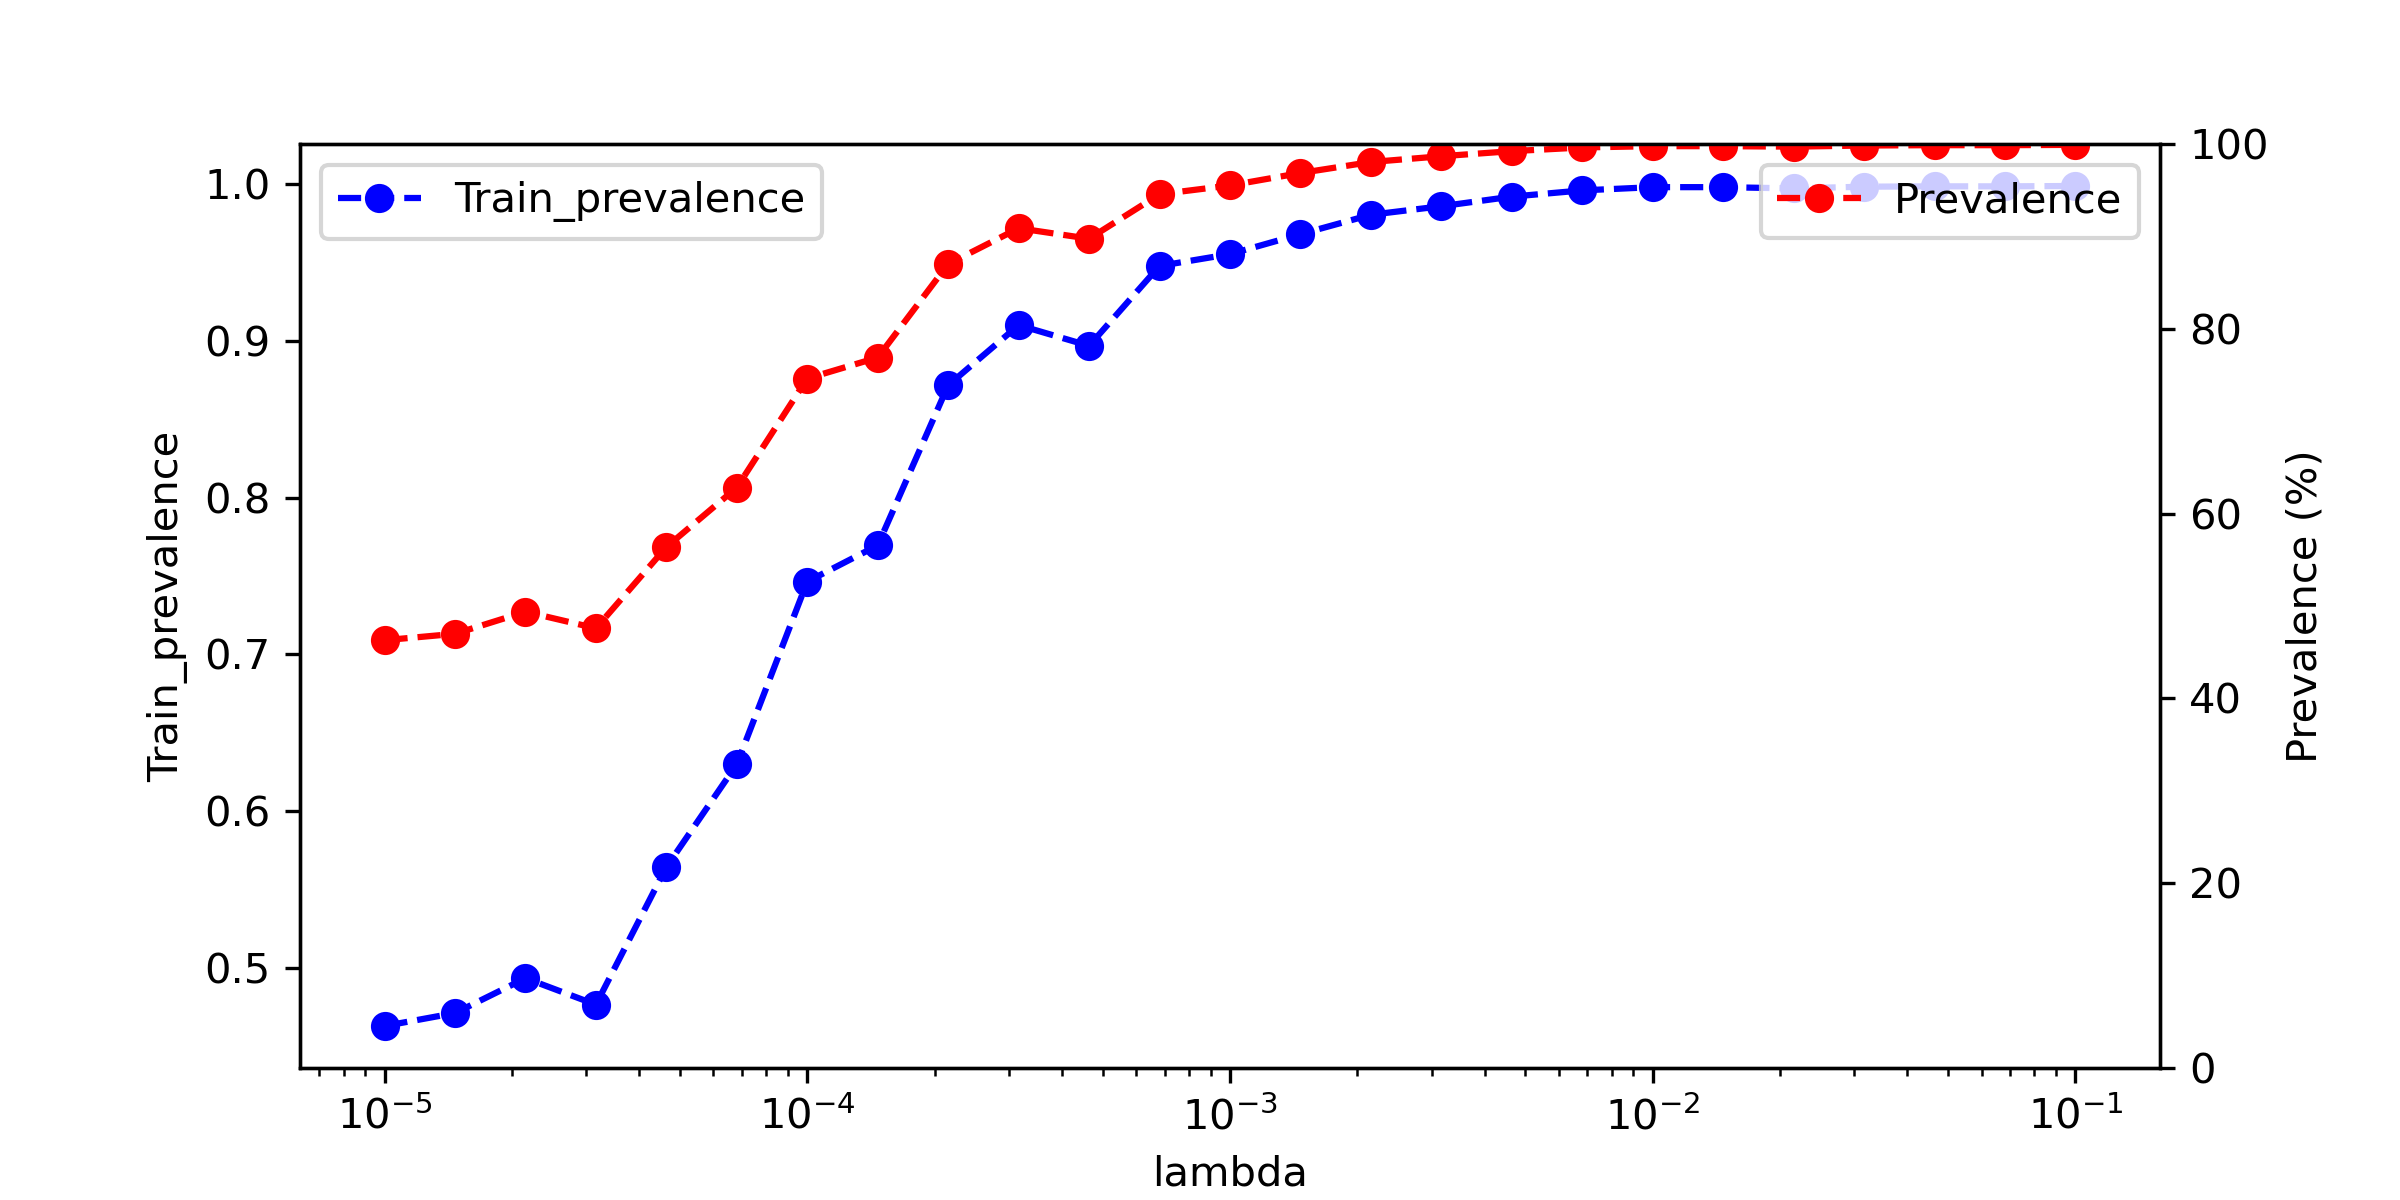 Train_prevalence
Prevalence
1.0
0.9
0.8
0.7
0.6
0.5
Train_prevalence
100
80
60
40
20
0
Prevalence (%)
10⁻⁵ 10⁻⁴ 10⁻³ 10⁻² 10⁻¹
lambda